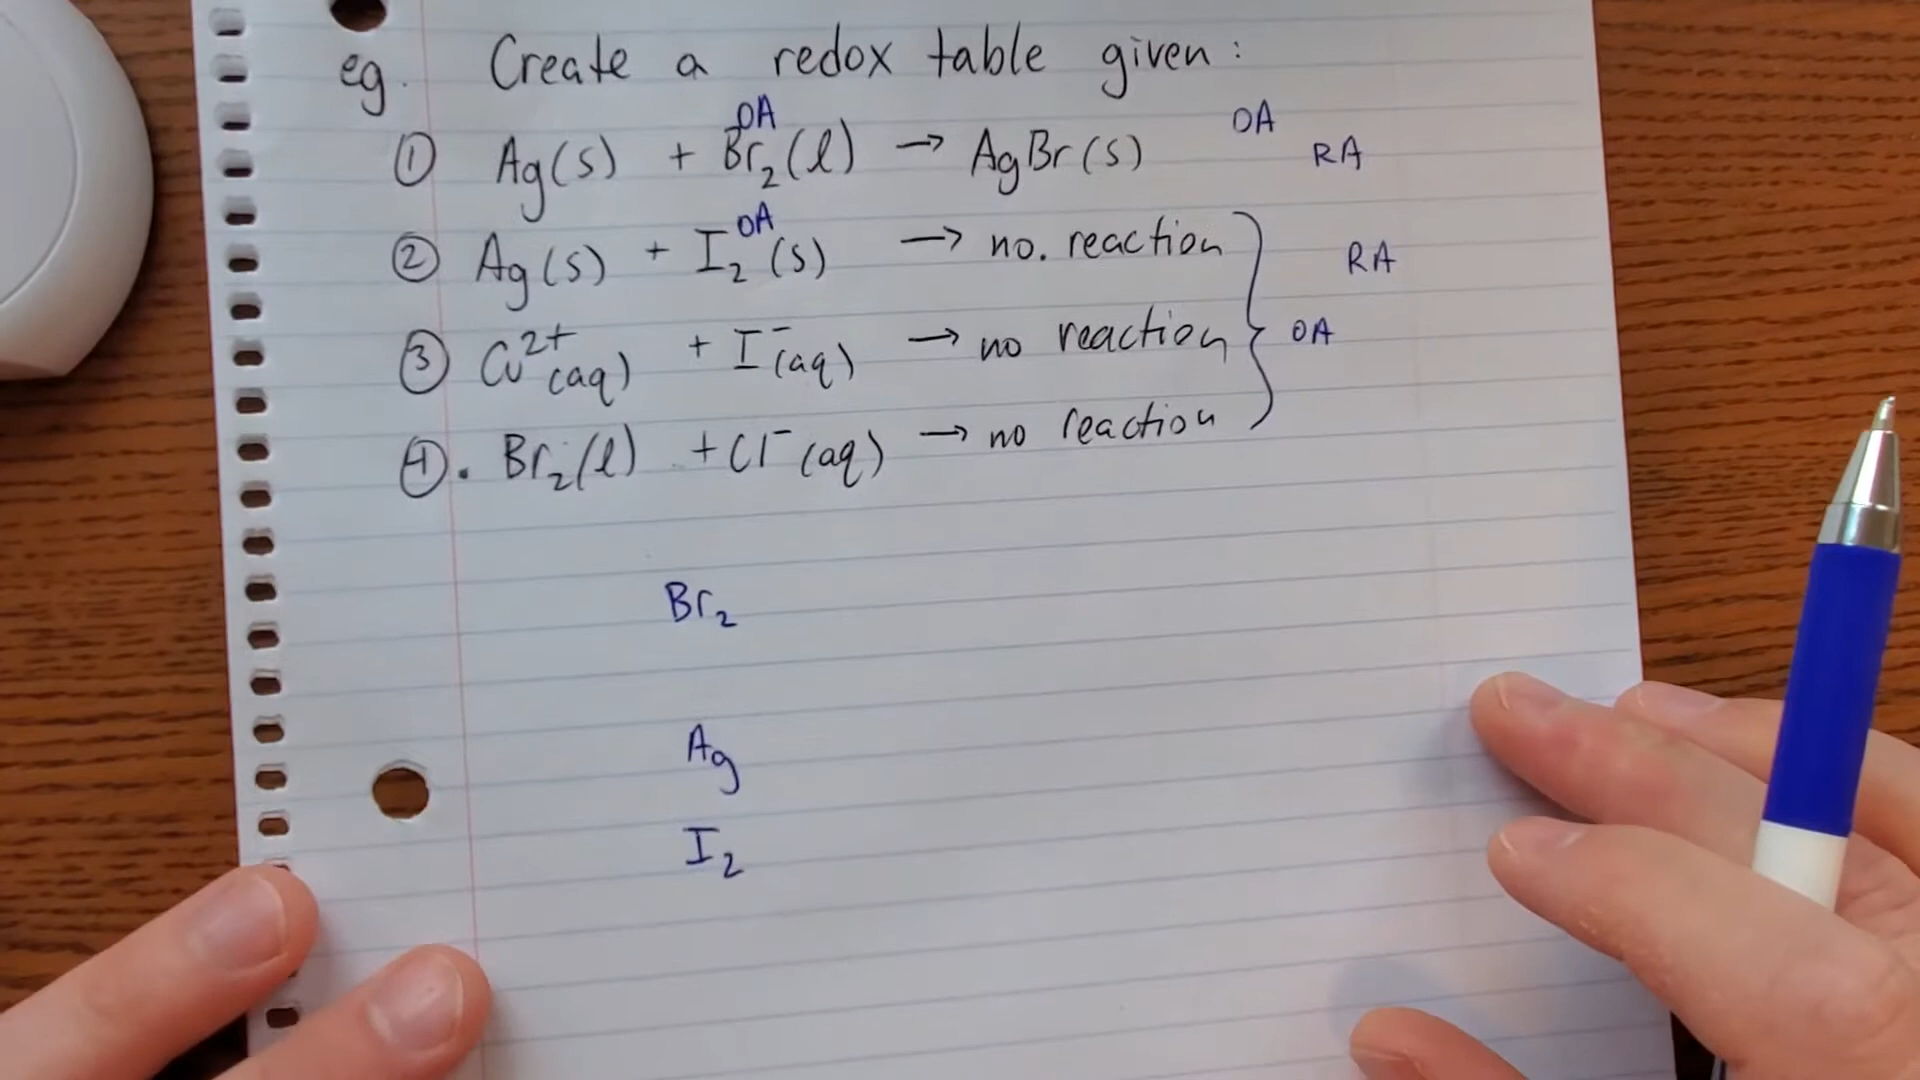 eg. Create a redox table given:
① Ag(s) + Br₂(l) → AgBr(s)
OA
OA
RA
② Ag(s) + I₂(s) → no. reaction
OA
RA
③ Cu²⁺(aq) + I⁻(aq) → no reaction
OA
④. Br₂(l) + Cl⁻(aq) → no reaction
Br₂
Ag
I₂